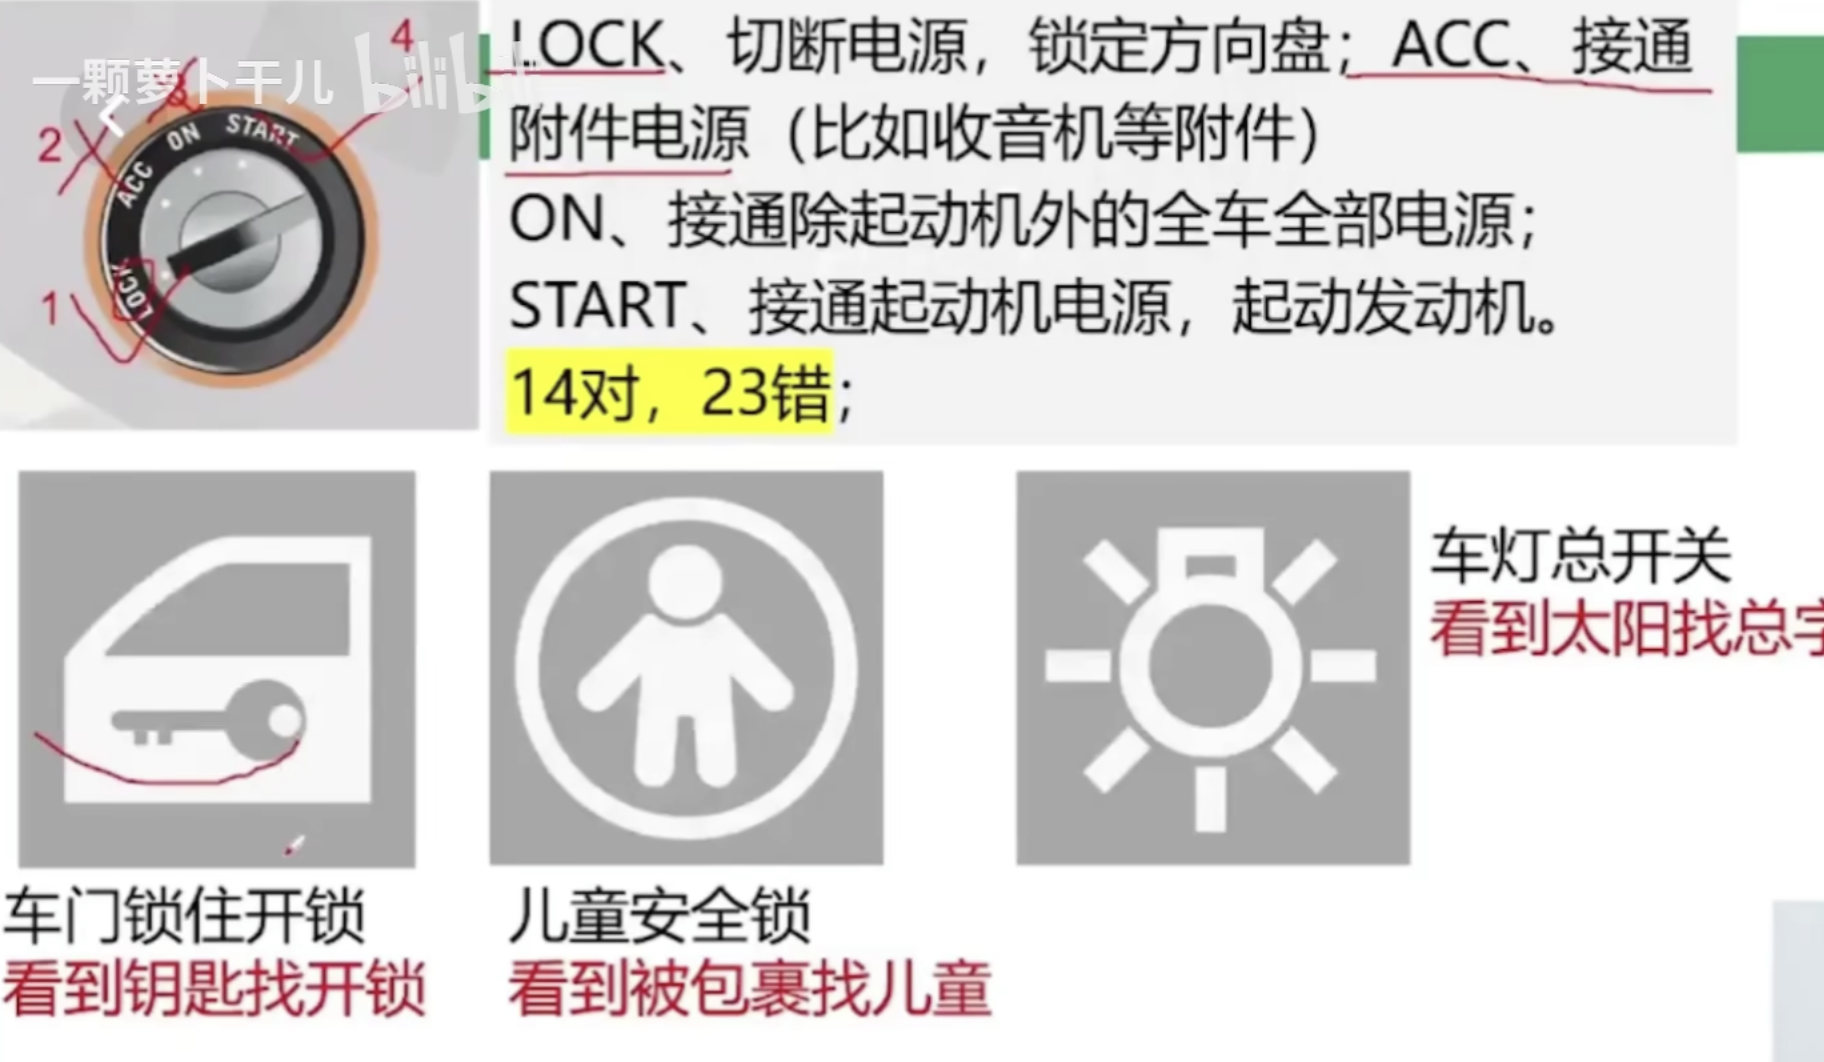 一颗萝卜干儿 bilibili
4
3
2
1
LOCK
ACC
ON
START
LOCK、切断电源，锁定方向盘；ACC、接通
附件电源（比如收音机等附件）
ON、接通除起动机外的全车全部电源；
START、接通起动机电源，起动发动机。
14对，23错；
车灯总开关
看到太阳找总字
车门锁住开锁
看到钥匙找开锁
儿童安全锁
看到被包裹找儿童